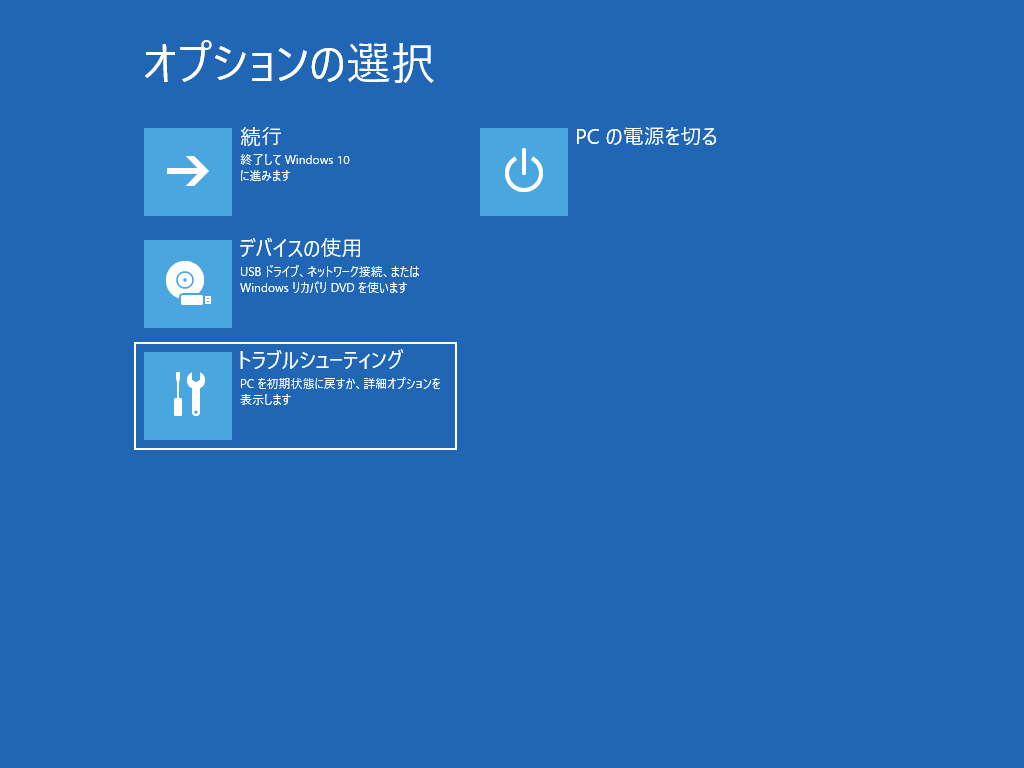 オプションの選択
続行
終了して Windows 10
に進みます
PC の電源を切る
デバイスの使用
USB ドライブ、ネットワーク接続、または
Windows リカバリ DVD を使います
トラブルシューティング
PC を初期状態に戻すか、詳細オプションを
表示します